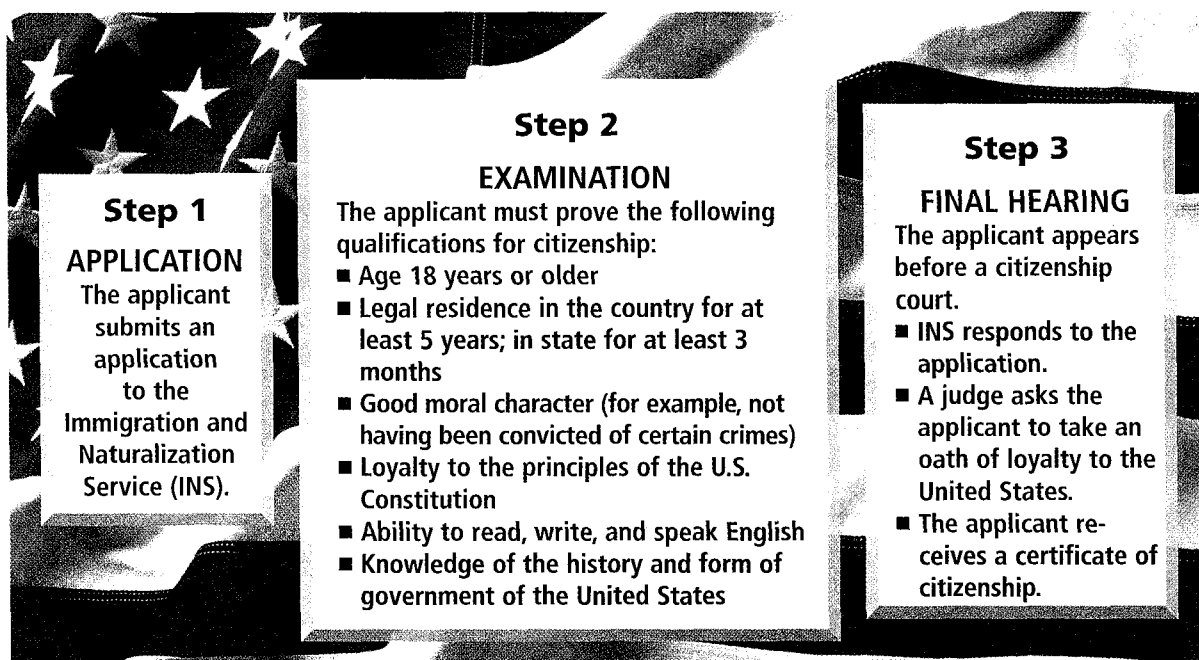 Step 1
APPLICATION
The applicant
submits an
application
to the
Immigration and
Naturalization
Service (INS).
Step 2
EXAMINATION
The applicant must prove the following
qualifications for citizenship:
■ Age 18 years or older
■ Legal residence in the country for at
least 5 years; in state for at least 3
months
■ Good moral character (for example, not
having been convicted of certain crimes)
■ Loyalty to the principles of the U.S.
Constitution
■ Ability to read, write, and speak English
■ Knowledge of the history and form of
government of the United States
Step 3
FINAL HEARING
The applicant appears
before a citizenship
court.
■ INS responds to the
application.
■ A judge asks the
applicant to take an
oath of loyalty to the
United States.
■ The applicant re-
ceives a certificate of
citizenship.